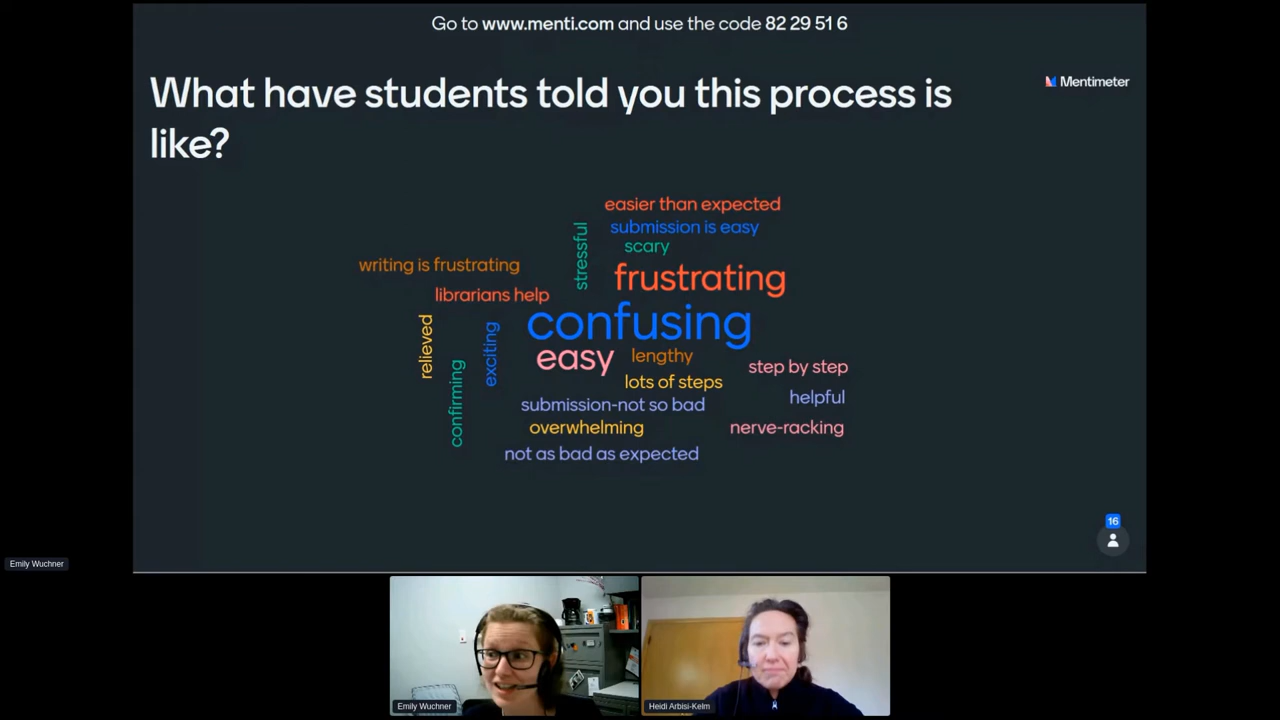 Go to www.menti.com and use the code 82 29 51 6
What have students told you this process is
like?
Mentimeter
easier than expected
submission is easy
scary
stressful
writing is frustrating
frustrating
librarians help
confusing
relieved
exciting
easy
lengthy
confirming
step by step
lots of steps
helpful
submission-not so bad
overwhelming
nerve-racking
not as bad as expected
16
Emily Wuchner
Emily Wuchner
Heidi Arbisi-Kelm